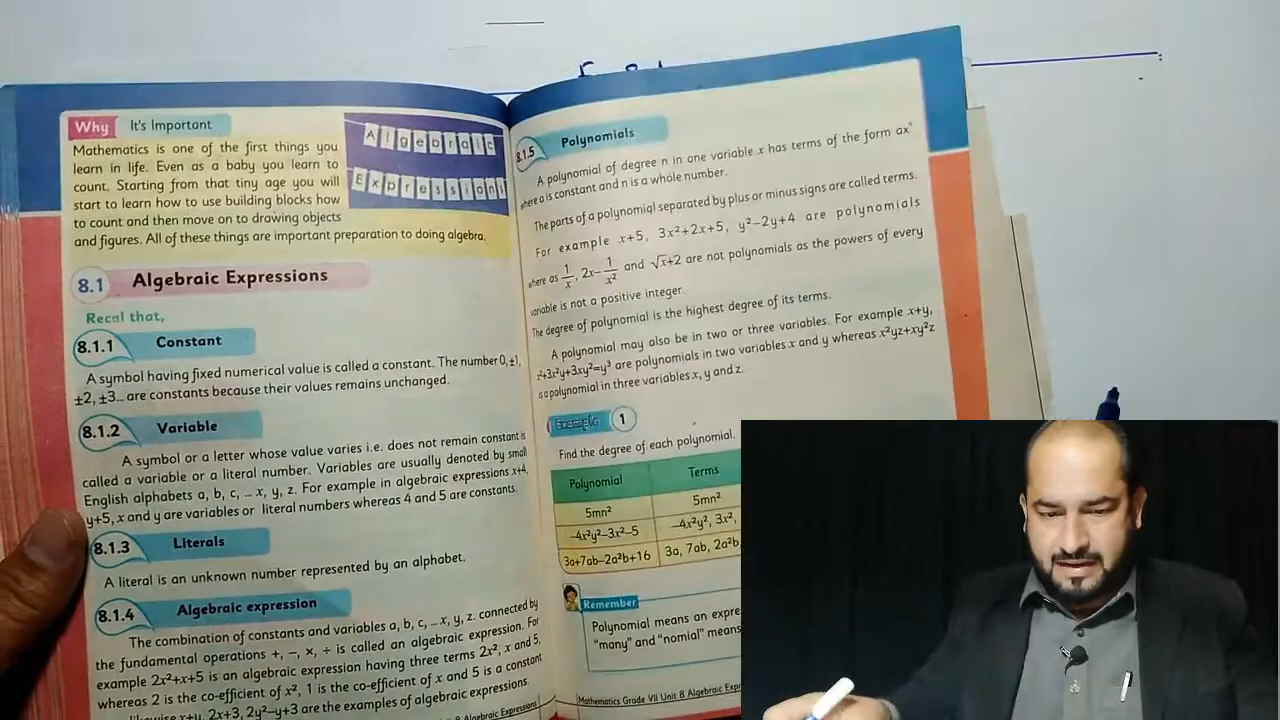 Why It's Important
Mathematics is one of the first things you
learn in life. Even as a baby you learn to
count. Starting from that tiny age you will
start to learn how to use building blocks how
to count and then move on to drawing objects
and figures. All of these things are important preparation to doing algebra.
Algebraic
Expressions
8.1 Algebraic Expressions
Recal that,
8.1.1 Constant
A symbol having fixed numerical value is called a constant. The number 0, ±1,
±2, ±3... are constants because their values remains unchanged.
8.1.2 Variable
A symbol or a letter whose value varies i.e. does not remain constant is
called a variable or a literal number. Variables are usually denoted by small
English alphabets a, b, c, ... x, y, z. For example in algebraic expressions x+4,
y+5, x and y are variables or literal numbers whereas 4 and 5 are constants.
8.1.3 Literals
A literal is an unknown number represented by an alphabet.
8.1.4 Algebraic expression
The combination of constants and variables a, b, c, ... x, y, z. connected by
the fundamental operations +, −, ×, ÷ is called an algebraic expression. For
example 2x²+x+5 is an algebraic expression having three terms 2x², x and 5,
whereas 2 is the co-efficient of x², 1 is the co-efficient of x and 5 is a constant
x+y, 2x+3, 2y²−y+3 are the examples of algebraic expressions.
8 Algebraic Expressions
8.1.5 Polynomials
A polynomial of degree n in one variable x has terms of the form axⁿ
where a is constant and n is a whole number.
The parts of a polynomial separated by plus or minus signs are called terms.
For example x+5, 3x²+2x+5, y²−2y+4 are polynomials
where as 1/x, 2x−1/x² and √x+2 are not polynomials as the powers of every
variable is not a positive integer.
The degree of polynomial is the highest degree of its terms.
A polynomial may also be in two or three variables. For example x+y,
x²+3x²y+3xy²=y³ are polynomials in two variables x and y whereas x²yz+xy²z
is a polynomial in three variables x, y and z.
Example 1
Find the degree of each polynomial.
Polynomial Terms
5mn² 5mn²
−4x²y²−3x²−5 −4x²y², 3x²,
3a+7ab−2a²b+16 3a, 7ab, 2a²b
Remember
Polynomial means an expre
"many" and "nomial" means
Mathematics Grade VII Unit 8 Algebraic Expr